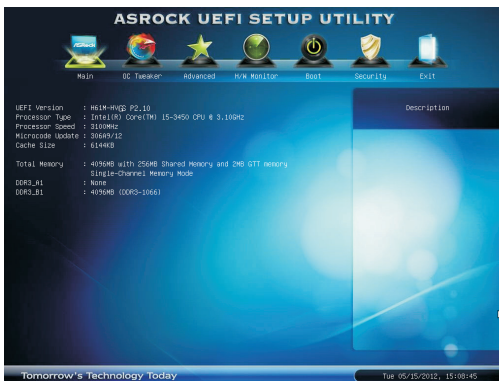 ASROCK UEFI SETUP UTILITY
Main OC Tweaker Advanced H/W Monitor Boot Security Exit
UEFI Version : H61M-HVGS P2.10
Processor Type : Intel(R) Core(TM) i5-3450 CPU @ 3.10GHz
Processor Speed : 3100MHz
Microcode Update : 306A9/12
Cache Size : 6144KB
Total Memory : 4096MB with 256MB Shared Memory and 2MB GTT memory
Single-Channel Memory Mode
DDR3_A1 : None
DDR3_B1 : 4096MB (DDR3-1066)
Description
Tomorrow's Technology Today
Tue 05/15/2012, 15:08:45